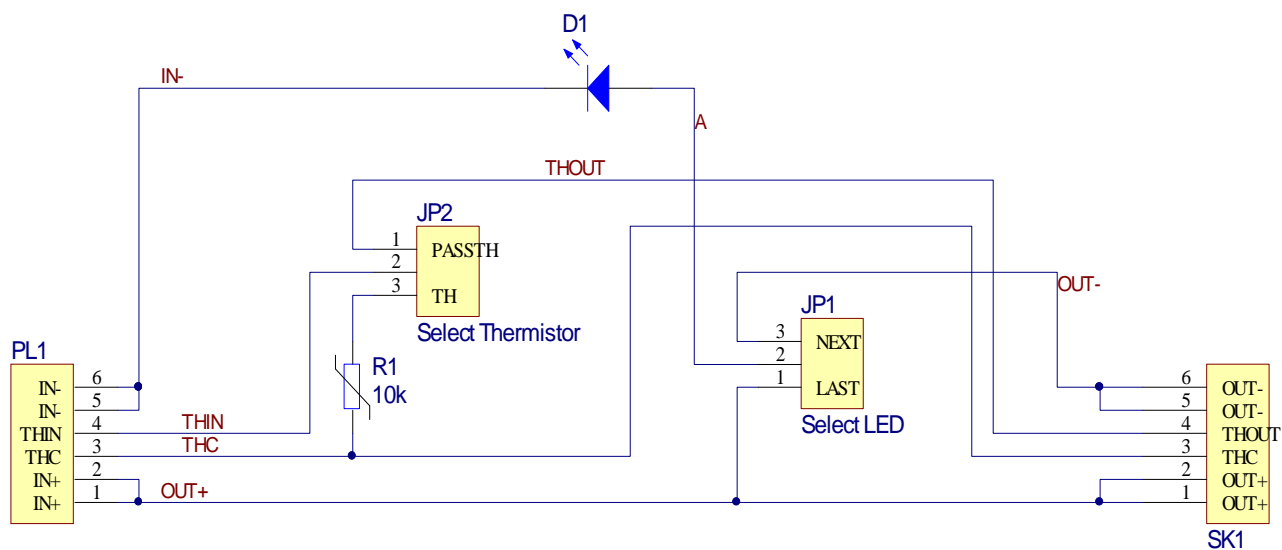 D1
IN-
A
THOUT
JP2
1 PASSTH
2
3 TH
Select Thermistor
OUT-
JP1
3 NEXT
2
1 LAST
Select LED
PL1
IN- 6
IN- 5
THIN 4
THC 3
IN+ 2
IN+ 1
R1
10k
THIN
THC
OUT+
6 OUT-
5 OUT-
4 THOUT
3 THC
2 OUT+
1 OUT+
SK1